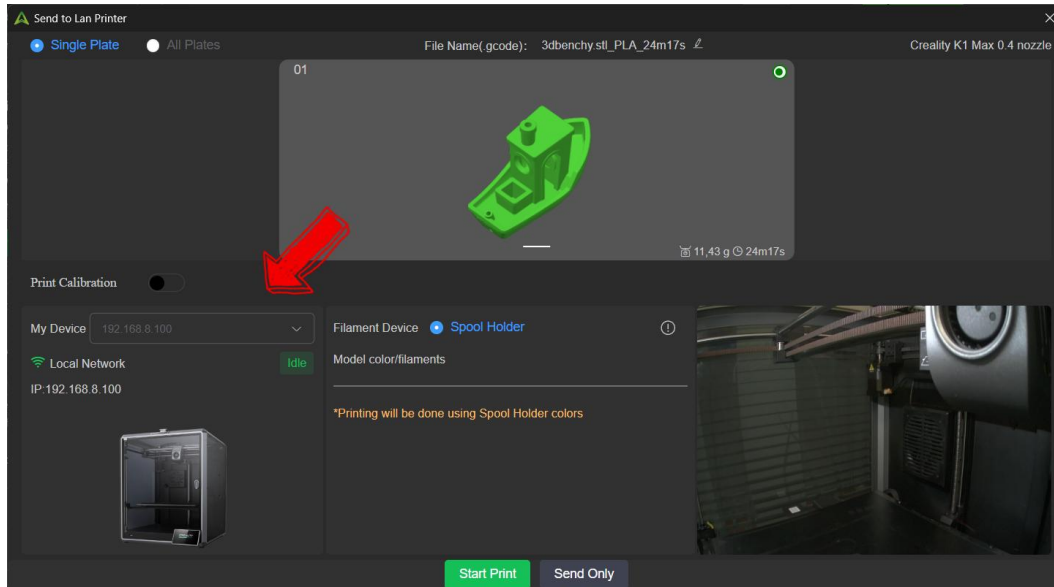 Send to Lan Printer
Single Plate All Plates File Name(.gcode): 3dbenchy.stl_PLA_24m17s Creality K1 Max 0.4 nozzle
01
11,43 g 24m17s
Print Calibration
My Device 192.168.8.100 Filament Device Spool Holder
Local Network Idle Model color/filaments
IP:192.168.8.100
*Printing will be done using Spool Holder colors
Start Print Send Only